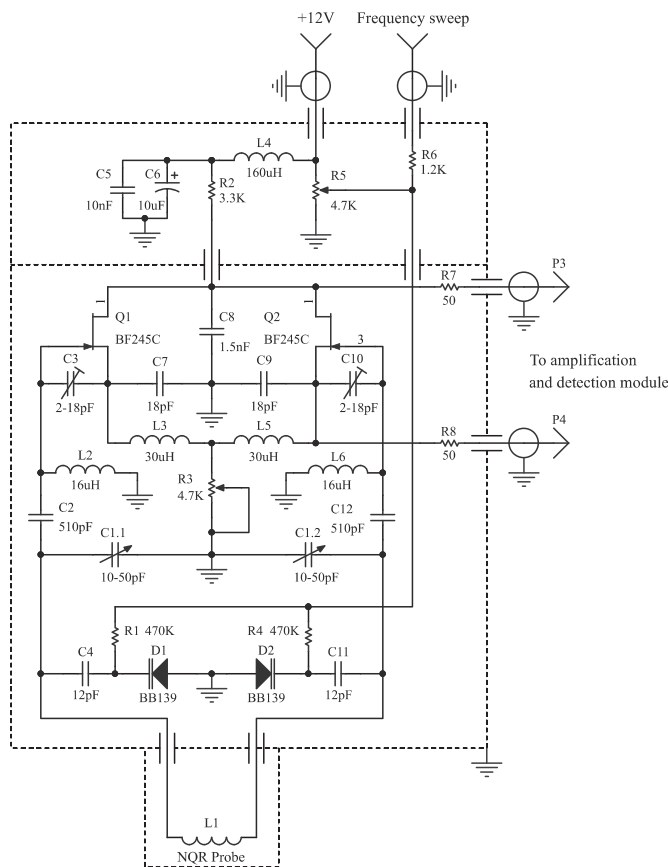 +12V Frequency sweep
L4
160uH
C5
10nF
C6
+
10uF
R2
3.3K
R5
4.7K
R6
1.2K
R7
50
P3
1
Q1
BF245C
C8
1.5nF
Q2
BF245C
1
3
C3
2-18pF
C7
18pF
C9
18pF
C10
2-18pF
To amplification
and detection module
L3
30uH
L5
30uH
R8
50
P4
L2
16uH
R3
4.7K
L6
16uH
C2
510pF
C12
510pF
C1.1
10-50pF
C1.2
10-50pF
R1 470K
R4 470K
C4
12pF
D1
BB139
D2
BB139
C11
12pF
L1
NQR Probe